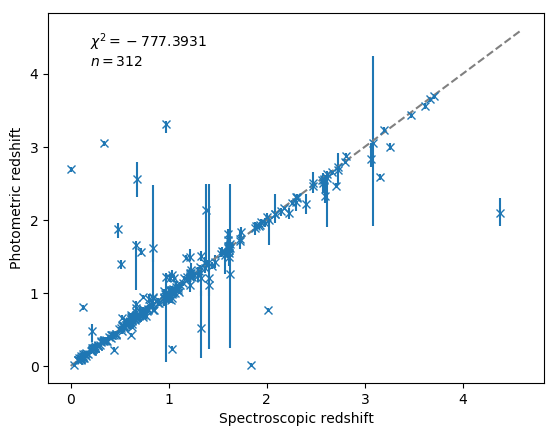 χ² = −777.3931
n = 312
Photometric redshift
4
3
2
1
0
0 1 2 3 4
Spectroscopic redshift